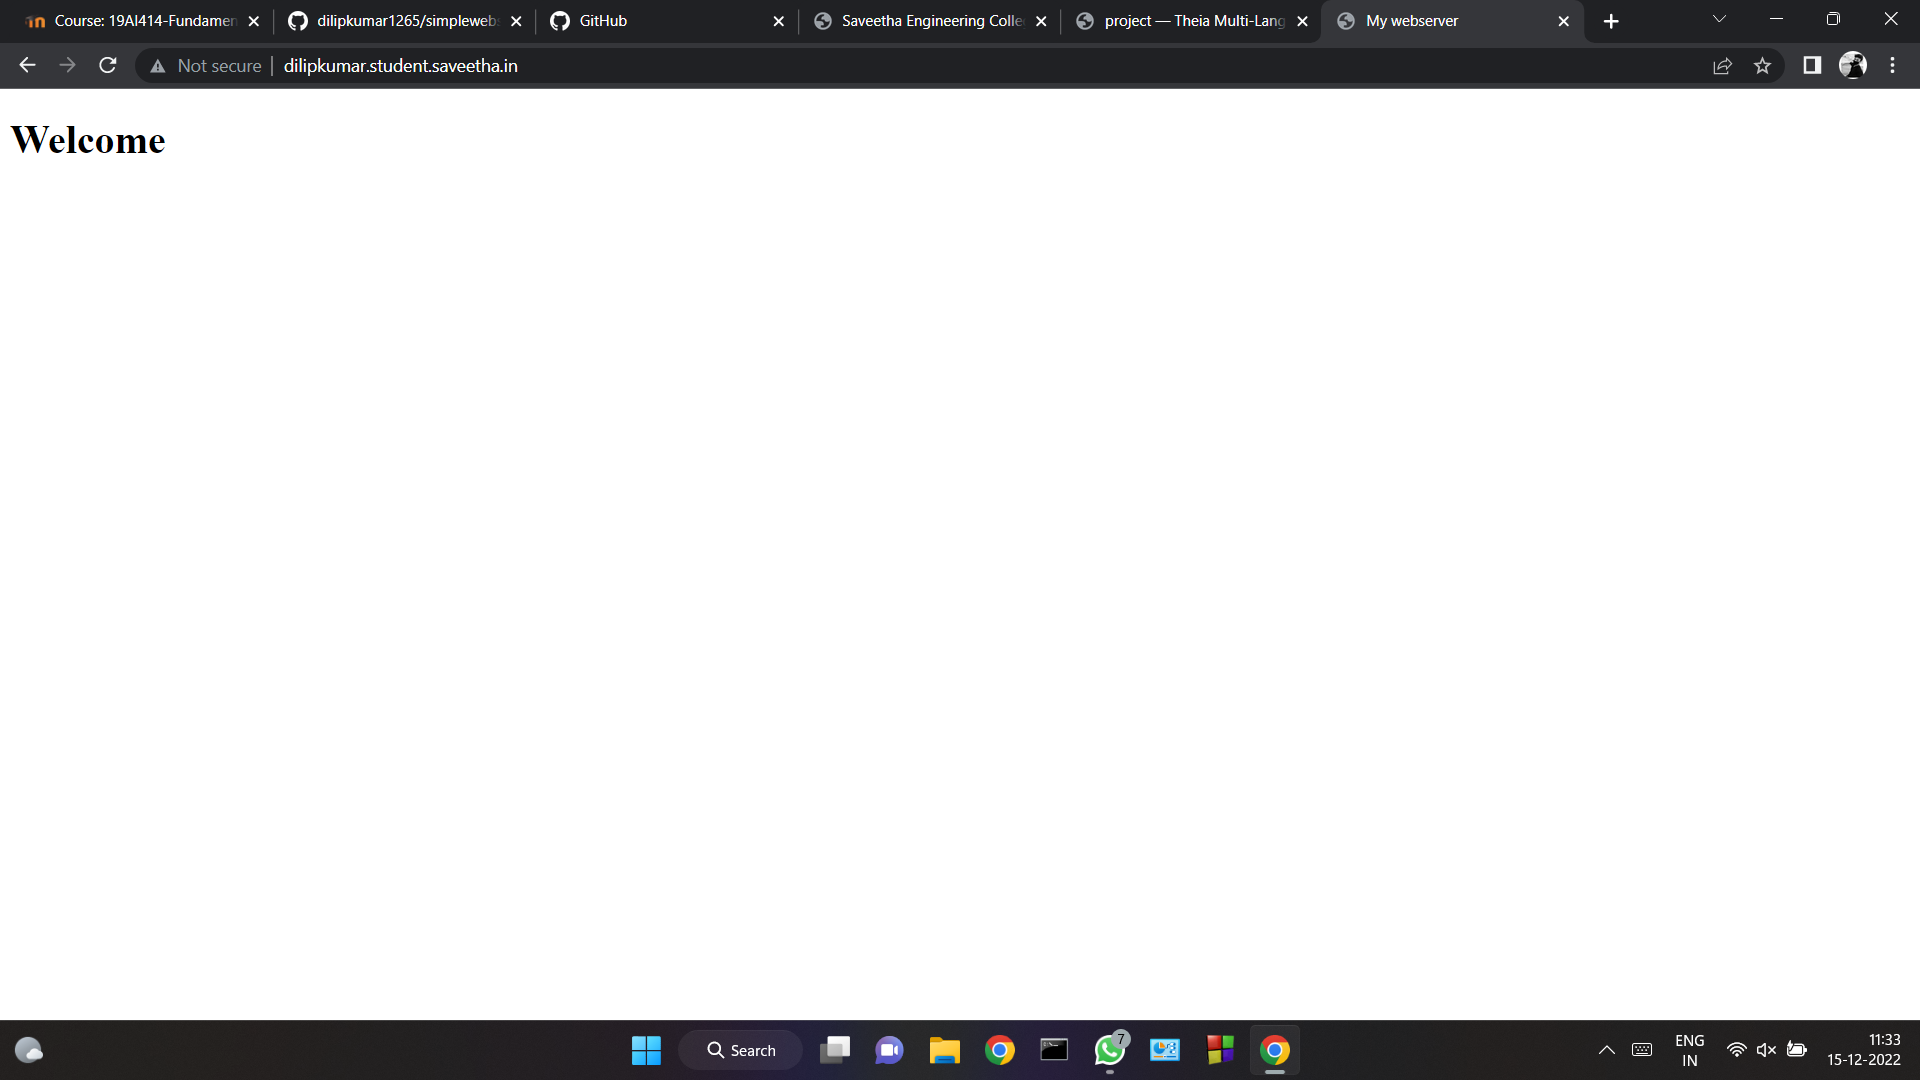 Course: 19AI414-Fundamen
dilipkumar1265/simplewebs
GitHub
Saveetha Engineering Colle
project — Theia Multi-Lang
My webserver
Not secure
dilipkumar.student.saveetha.in
Welcome
Search
7
ENG
IN
11:33
15-12-2022